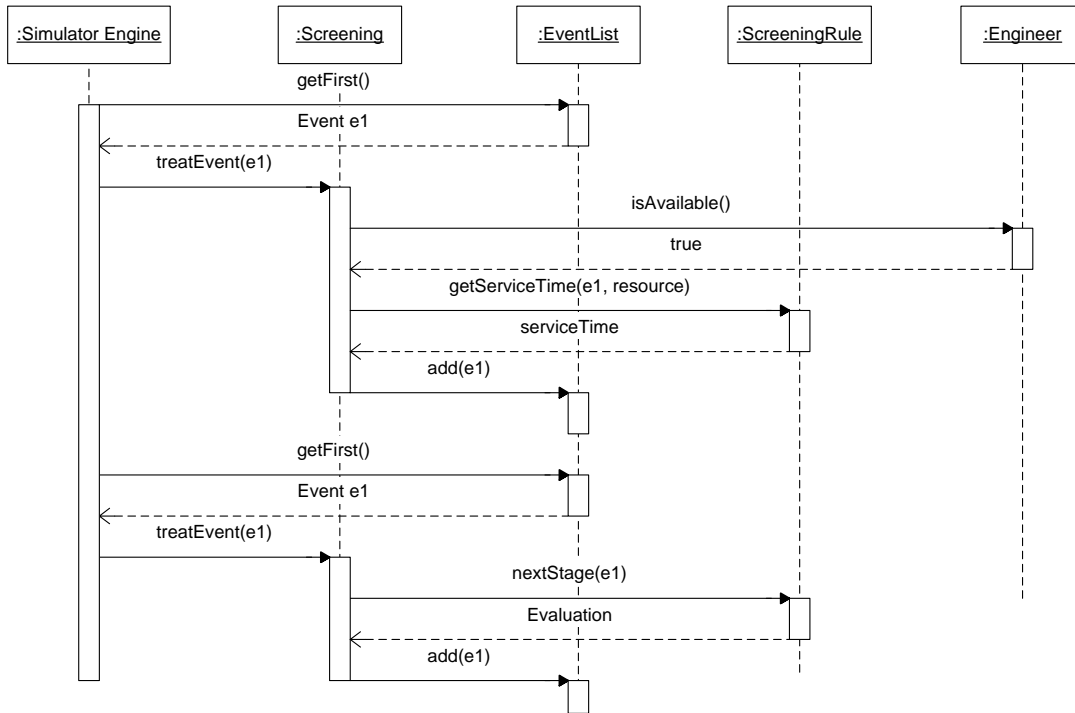 :Simulator Engine
:Screening
:EventList
:ScreeningRule
:Engineer
getFirst()
Event e1
treatEvent(e1)
isAvailable()
true
getServiceTime(e1, resource)
serviceTime
add(e1)
getFirst()
Event e1
treatEvent(e1)
nextStage(e1)
Evaluation
add(e1)